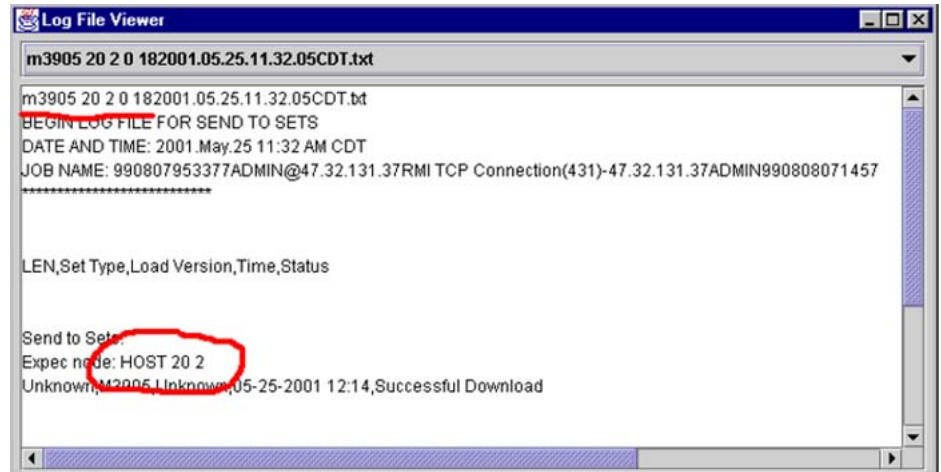 Log File Viewer
m3905 20 2 0 182001.05.25.11.32.05CDT.txt
m3905 20 2 0 182001.05.25.11.32.05CDT.txt
BEGIN LOG FILE FOR SEND TO SETS
DATE AND TIME: 2001.May.25 11:32 AM CDT
JOB NAME: 990807953377ADMIN@47.32.131.37RMI TCP Connection(431)-47.32.131.37ADMIN990808071457
***************************
LEN,Set Type,Load Version,Time,Status
Send to Sets:
Expec node: HOST 20 2
Unknown,M3905,Unknown,05-25-2001 12:14,Successful Download